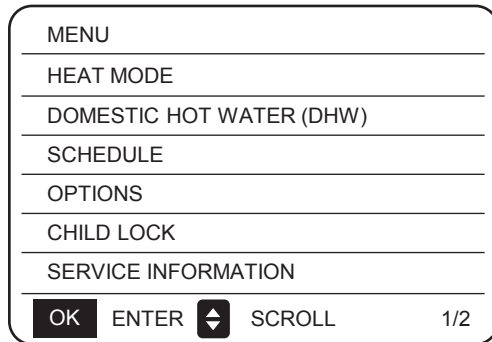 MENU
HEAT MODE
DOMESTIC HOT WATER (DHW)
SCHEDULE
OPTIONS
CHILD LOCK
SERVICE INFORMATION
OK ENTER SCROLL 1/2